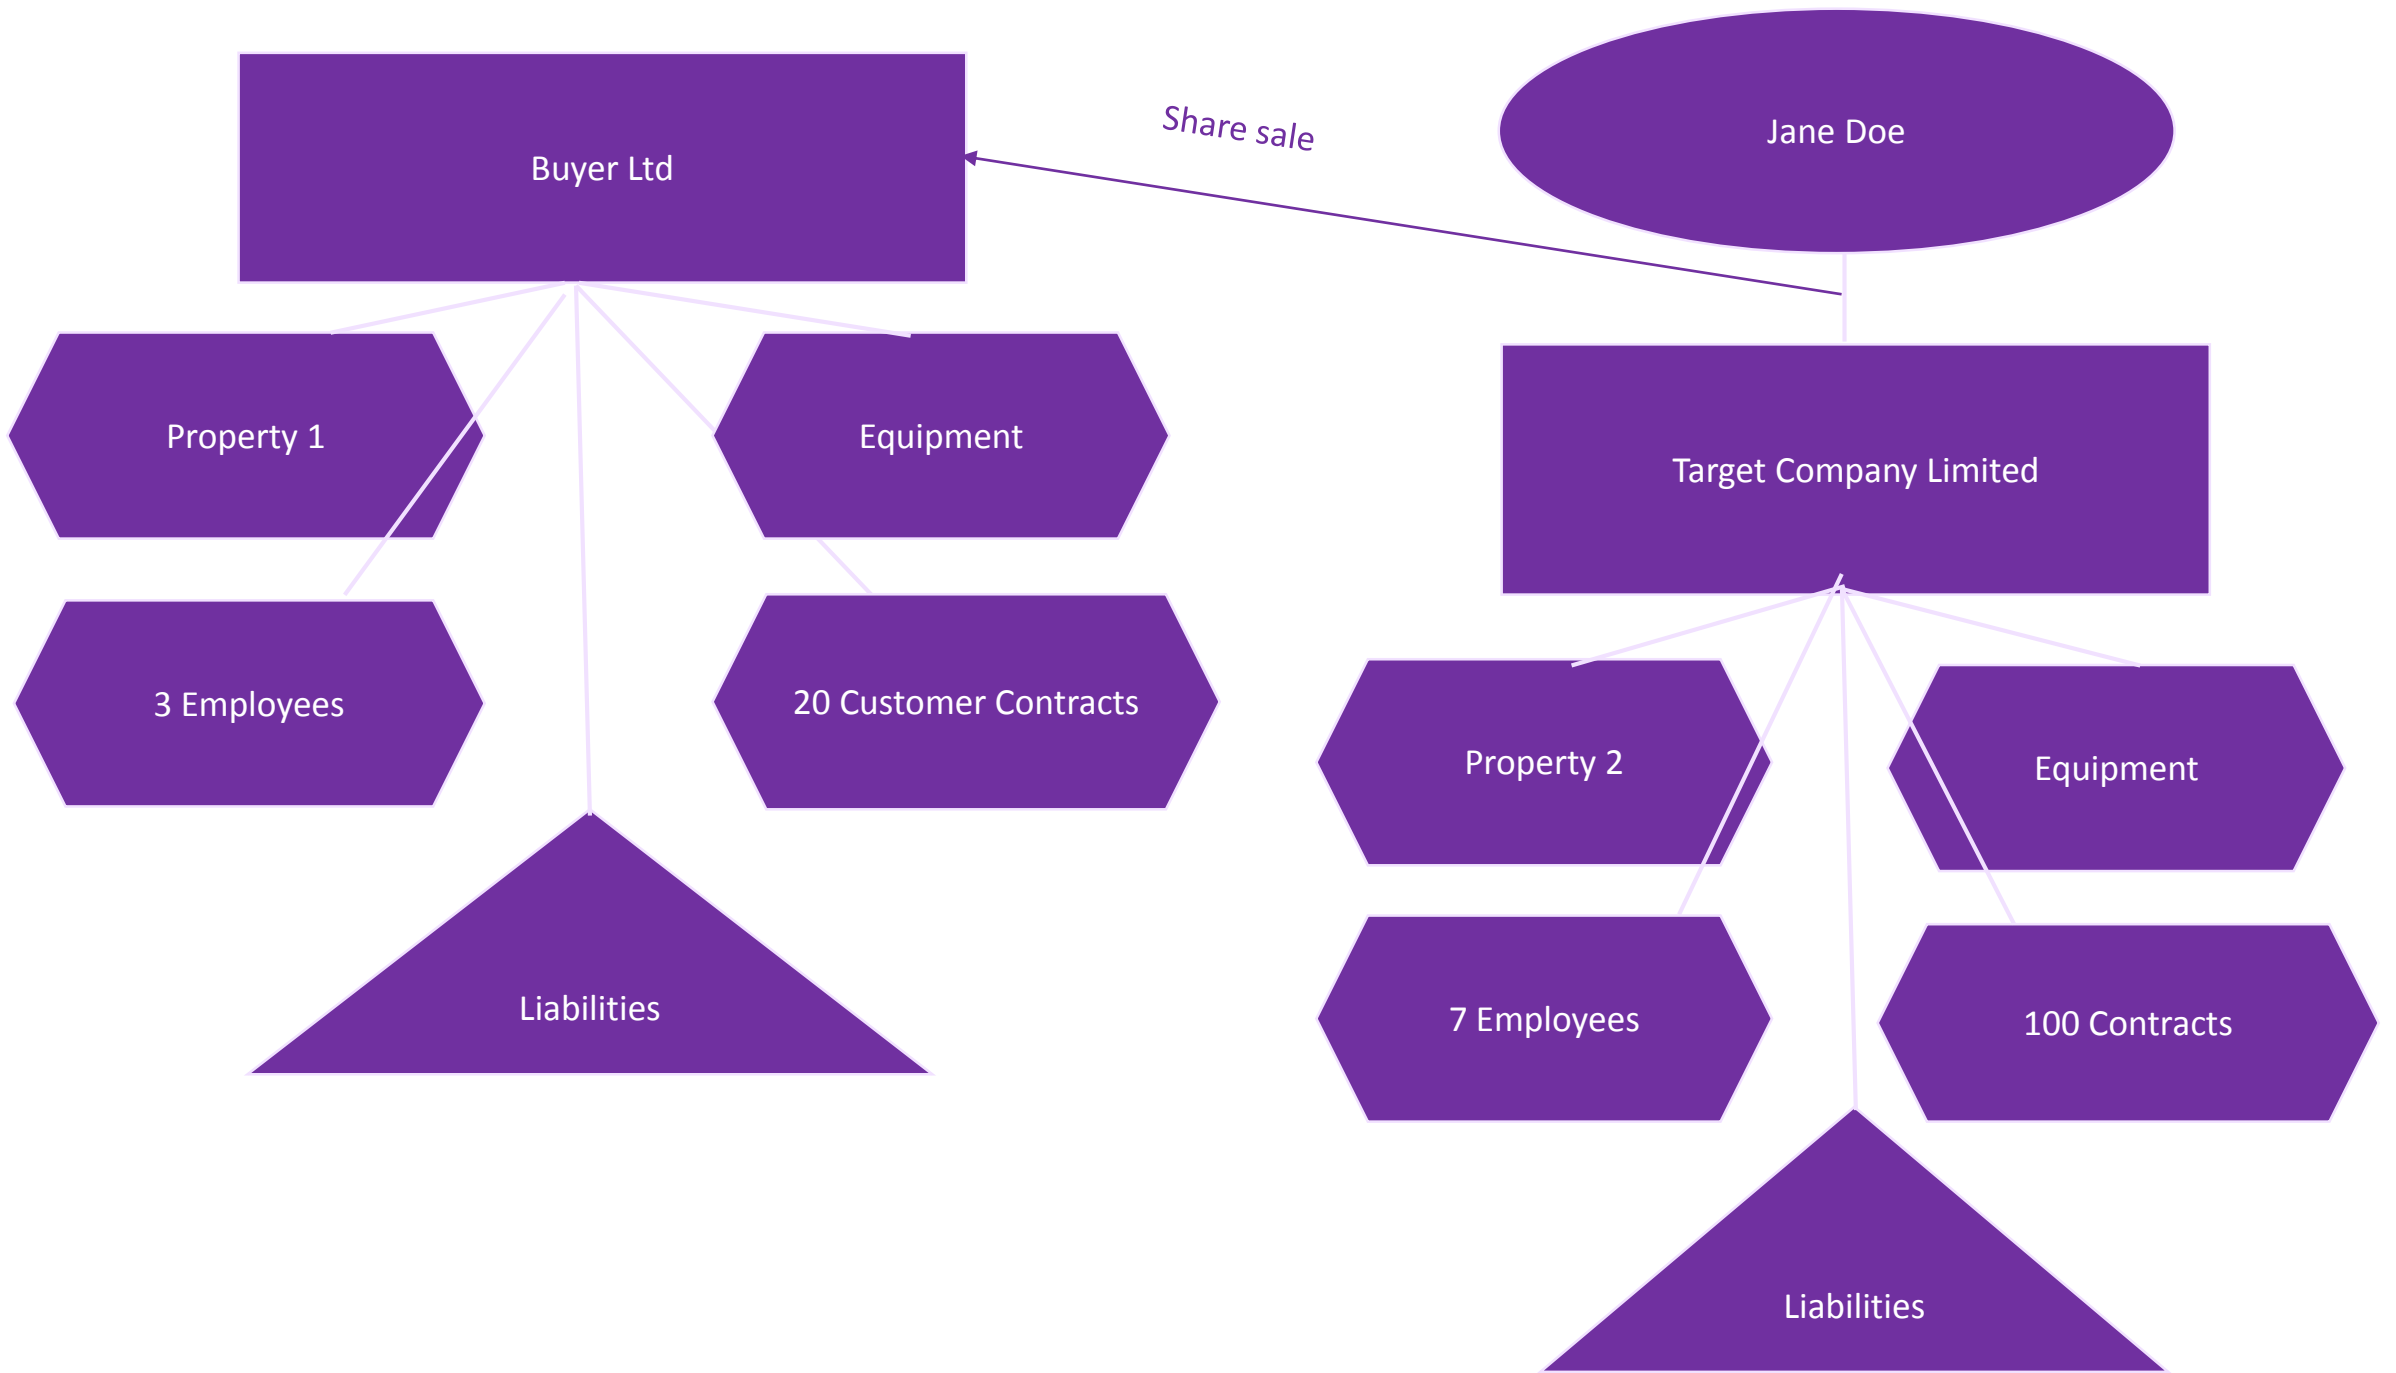 Buyer Ltd
Share sale
Jane Doe
Property 1
Equipment
Target Company Limited
3 Employees
20 Customer Contracts
Property 2
Equipment
Liabilities
7 Employees
100 Contracts
Liabilities